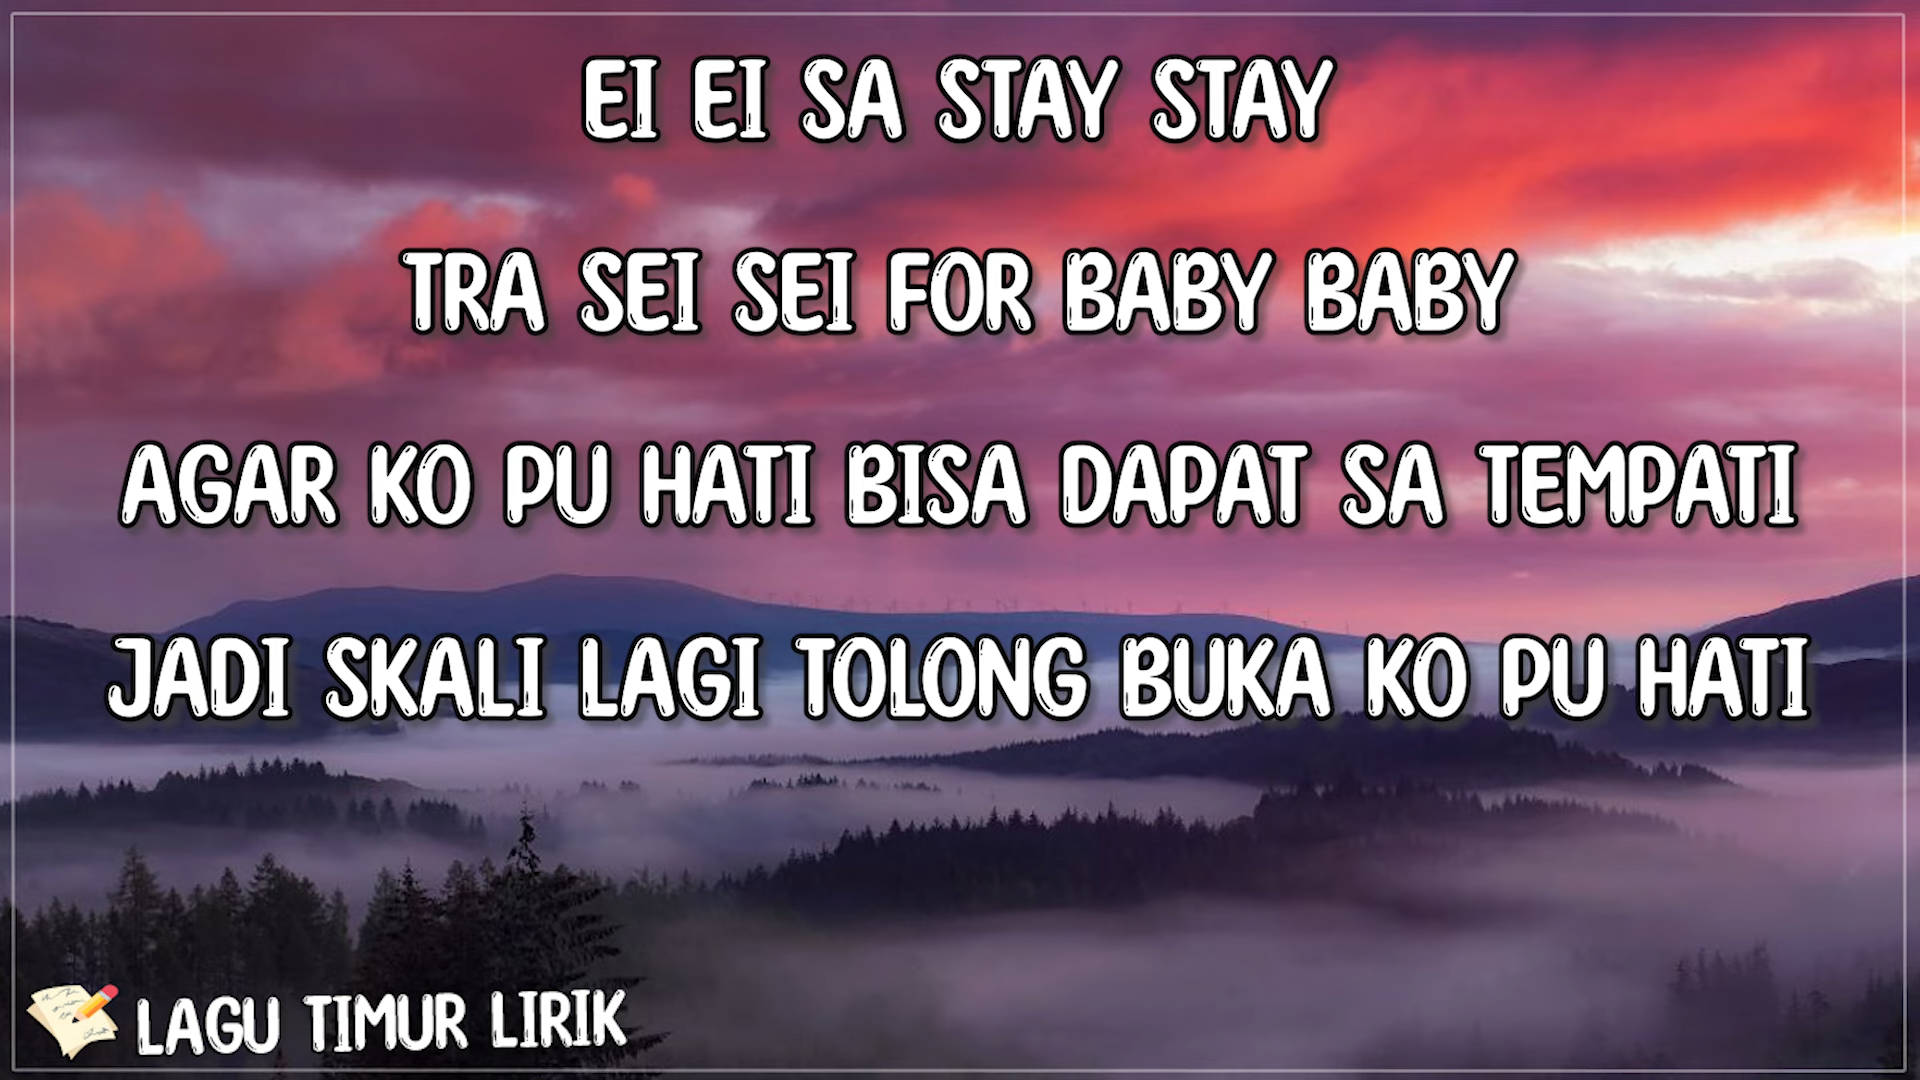 EI EI SA STAY STAY
TRA SEI SEI FOR BABY BABY
AGAR KO PU HATI BISA DAPAT SA TEMPATI
JADI SKALI LAGI TOLONG BUKA KO PU HATI
LAGU TIMUR LIRIK